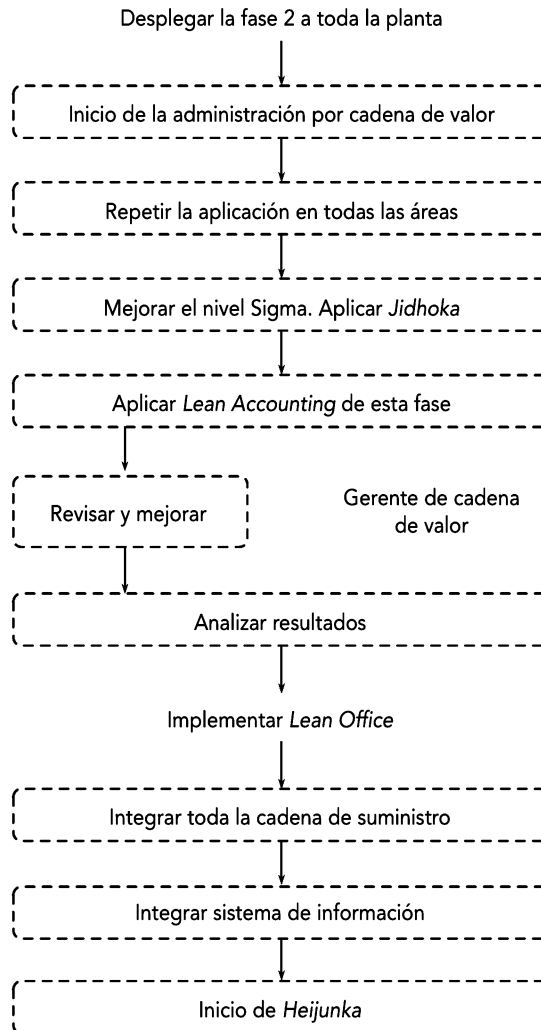 Desplegar la fase 2 a toda la planta
Inicio de la administración por cadena de valor
Repetir la aplicación en todas las áreas
Mejorar el nivel Sigma. Aplicar Jidhoka
Aplicar Lean Accounting de esta fase
Revisar y mejorar
Gerente de cadena
de valor
Analizar resultados
Implementar Lean Office
Integrar toda la cadena de suministro
Integrar sistema de información
Inicio de Heijunka